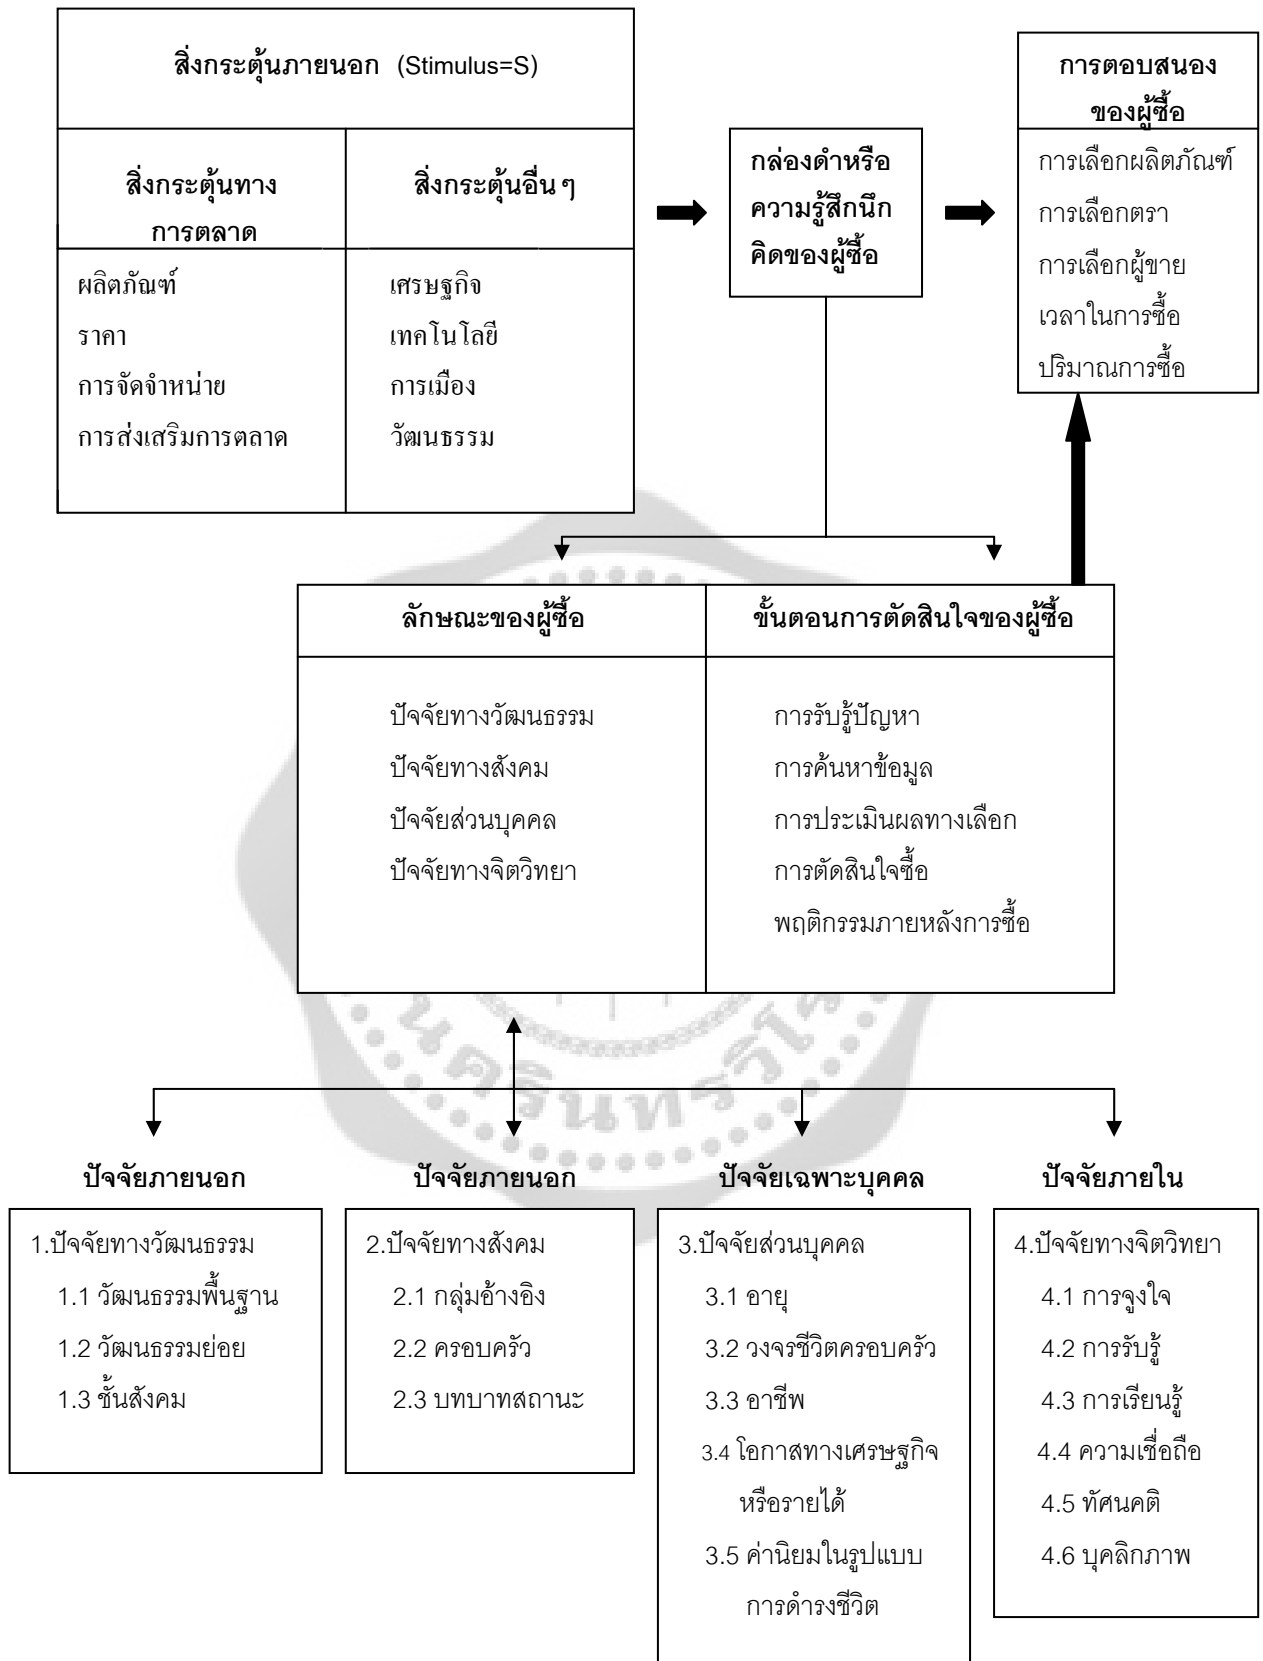 สิ่งกระตุ้นภายนอก (Stimulus=S)
สิ่งกระตุ้นทาง
การตลาด
สิ่งกระตุ้นอื่น ๆ
ผลิตภัณฑ์
ราคา
การจัดจำหน่าย
การส่งเสริมการตลาด
เศรษฐกิจ
เทคโนโลยี
การเมือง
วัฒนธรรม
กล่องดำหรือ
ความรู้สึกนึก
คิดของผู้ซื้อ
การตอบสนอง
ของผู้ซื้อ
การเลือกผลิตภัณฑ์
การเลือกตรา
การเลือกผู้ขาย
เวลาในการซื้อ
ปริมาณการซื้อ
ลักษณะของผู้ซื้อ
ปัจจัยทางวัฒนธรรม
ปัจจัยทางสังคม
ปัจจัยส่วนบุคคล
ปัจจัยทางจิตวิทยา
ขั้นตอนการตัดสินใจของผู้ซื้อ
การรับรู้ปัญหา
การค้นหาข้อมูล
การประเมินผลทางเลือก
การตัดสินใจซื้อ
พฤติกรรมภายหลังการซื้อ
ปัจจัยภายนอก
1.ปัจจัยทางวัฒนธรรม
1.1 วัฒนธรรมพื้นฐาน
1.2 วัฒนธรรมย่อย
1.3 ชั้นสังคม
ปัจจัยภายนอก
2.ปัจจัยทางสังคม
2.1 กลุ่มอ้างอิง
2.2 ครอบครัว
2.3 บทบาทสถานะ
ปัจจัยเฉพาะบุคคล
3.ปัจจัยส่วนบุคคล
3.1 อายุ
3.2 วงจรชีวิตครอบครัว
3.3 อาชีพ
3.4 โอกาสทางเศรษฐกิจ
หรือรายได้
3.5 ค่านิยมในรูปแบบ
การดำรงชีวิต
ปัจจัยภายใน
4.ปัจจัยทางจิตวิทยา
4.1 การจูงใจ
4.2 การรับรู้
4.3 การเรียนรู้
4.4 ความเชื่อถือ
4.5 ทัศนคติ
4.6 บุคลิกภาพ